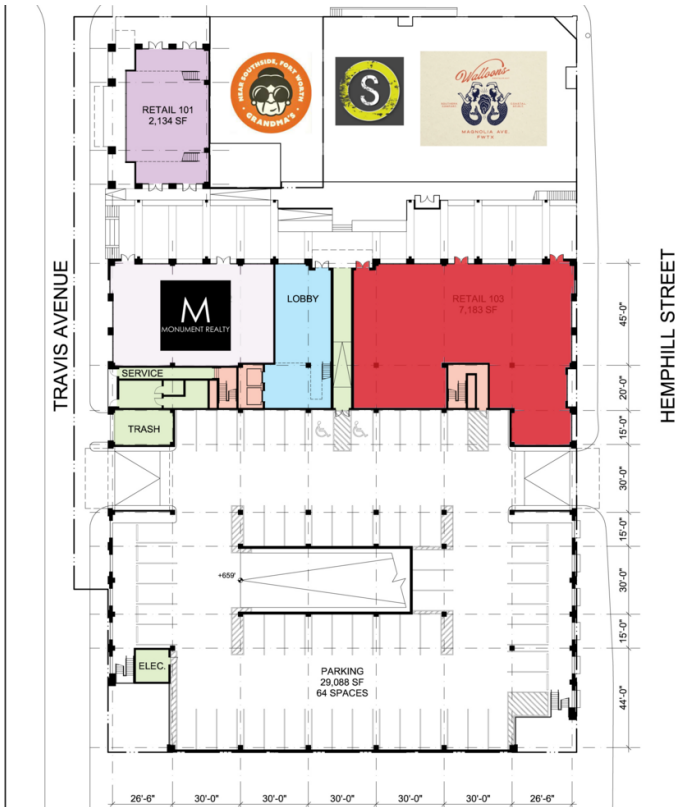 NEAR SOUTHSIDE, FORT WORTH
GRANDMA'S
S
Walloon's
MAGNOLIA AVE
FWTX
RETAIL 101
2,134 SF
TRAVIS AVENUE
HEMPHILL STREET
M
MONUMENT REALTY
LOBBY
RETAIL 103
7,183 SF
45'-0"
SERVICE
20'-0"
TRASH
15'-0"
30'-0"
15'-0"
+659'
30'-0"
15'-0"
ELEC.
PARKING
29,088 SF
64 SPACES
44'-0"
26'-6"
30'-0"
30'-0"
30'-0"
30'-0"
30'-0"
26'-6"